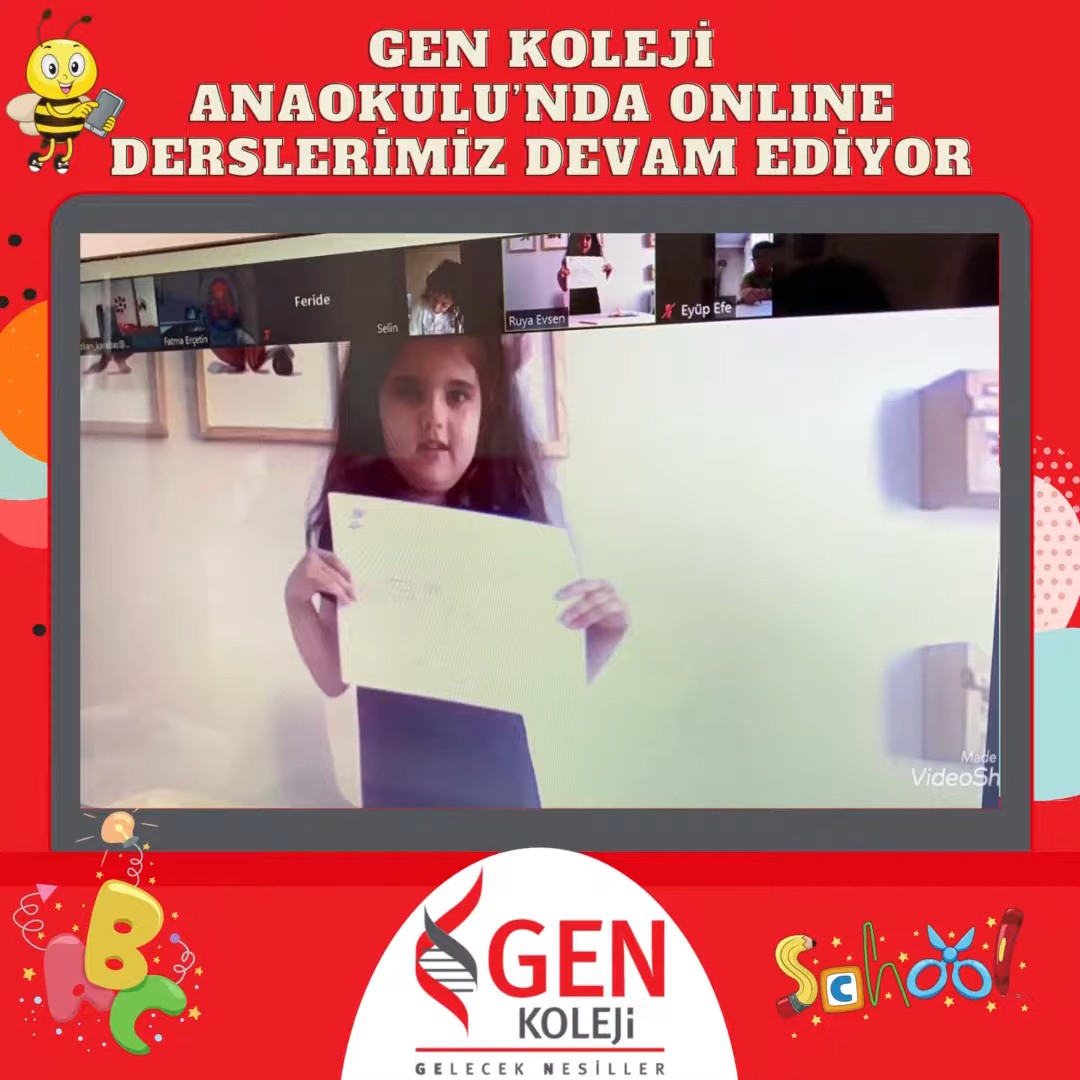 GEN KOLEJİ
ANAOKULU'NDA ONLINE
DERSLERİMİZ DEVAM EDİYOR
Feride
Selin
Ruya Evsen
Eyüp Efe
Fatma Erçetin
Made
VideoSh
ABC
School
GEN
KOLEJi
GELECEK NESİLLER